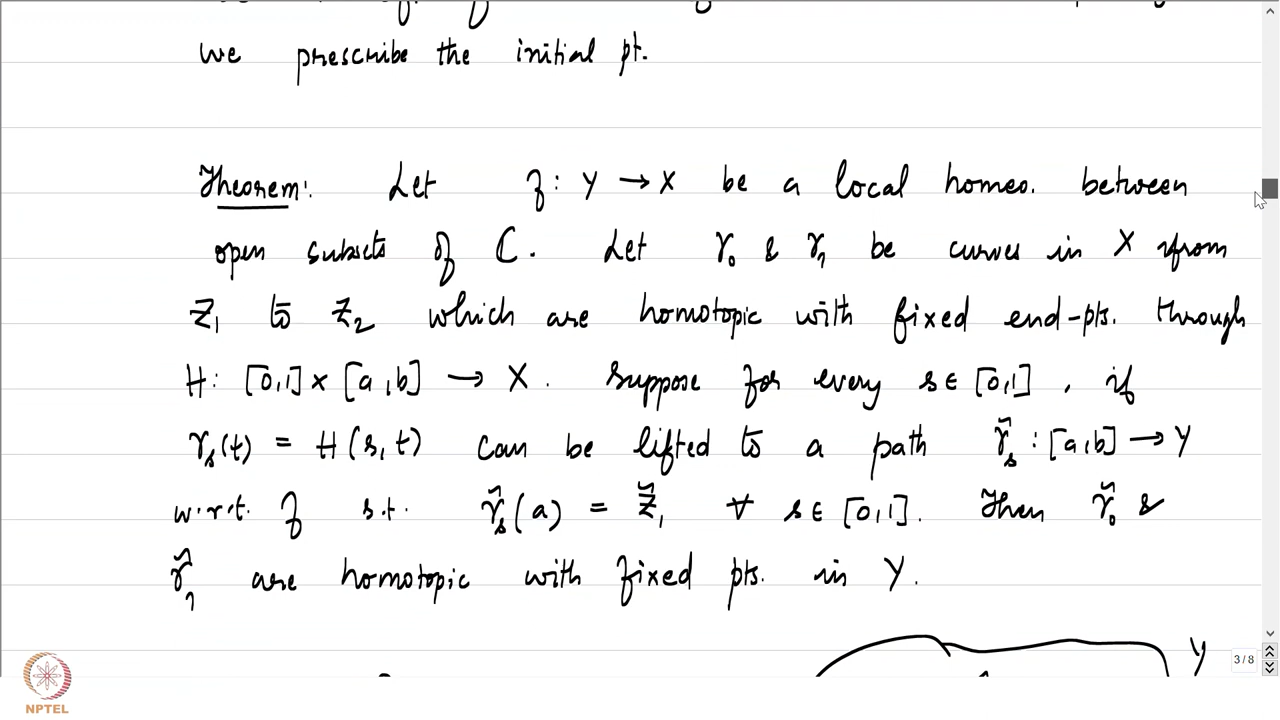 we prescribe the initial pt.
Theorem: Let f : Y → X be a local homeo. between
open subsets of ℂ. Let γ₀ & γ₁ be curves in X from
z₁ to z₂ which are homotopic with fixed end-pts. through
H: [0,1] × [a,b] → X. Suppose for every s ∈ [0,1], if
γₛ(t) = H(s,t) can be lifted to a path γ̃ₛ : [a,b] → Y
w.r.t. f s.t. γ̃ₛ(a) = z̃₁ ∀ s ∈ [0,1]. Then γ̃₀ &
γ̃₁ are homotopic with fixed pts. in Y.
Y
3/8
NPTEL